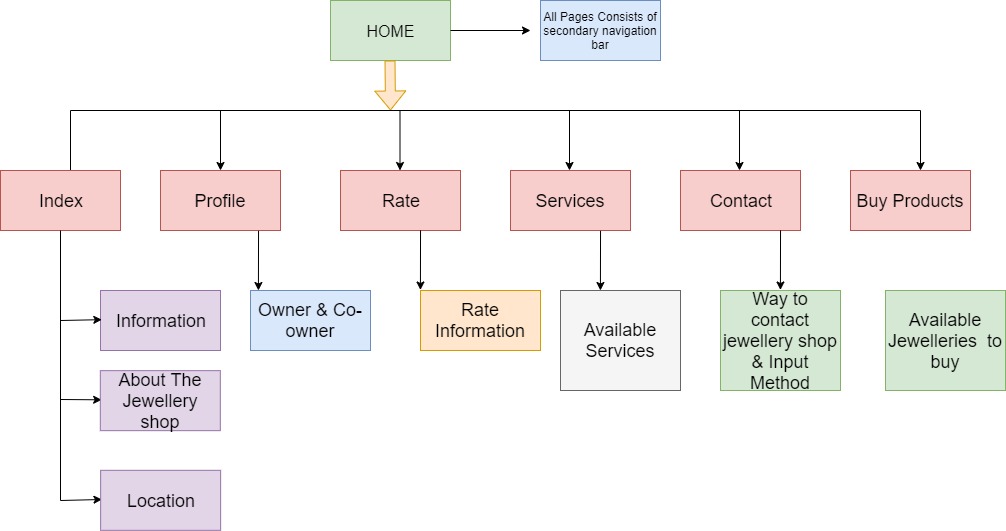 HOME
All Pages Consists of
secondary navigation
bar
Index
Profile
Rate
Services
Contact
Buy Products
Information
Owner & Co-
owner
Rate
Information
Available
Services
Way to
contact
jewellery shop
& Input
Method
Available
Jewelleries to
buy
About The
Jewellery
shop
Location